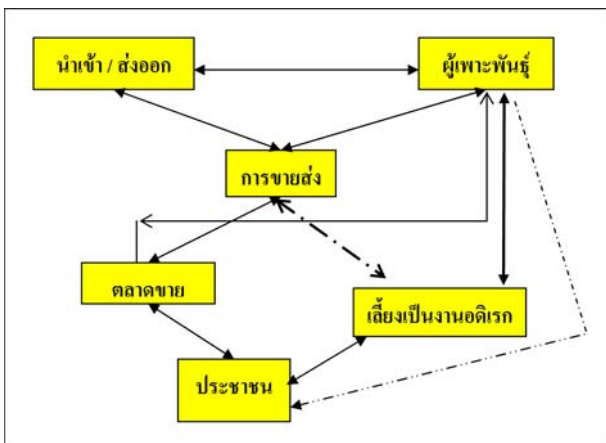 นำเข้า / ส่งออก
ผู้เพาะพันธุ์
การขายส่ง
ตลาดขาย
เลี้ยงเป็นงานอดิเรก
ประชาชน